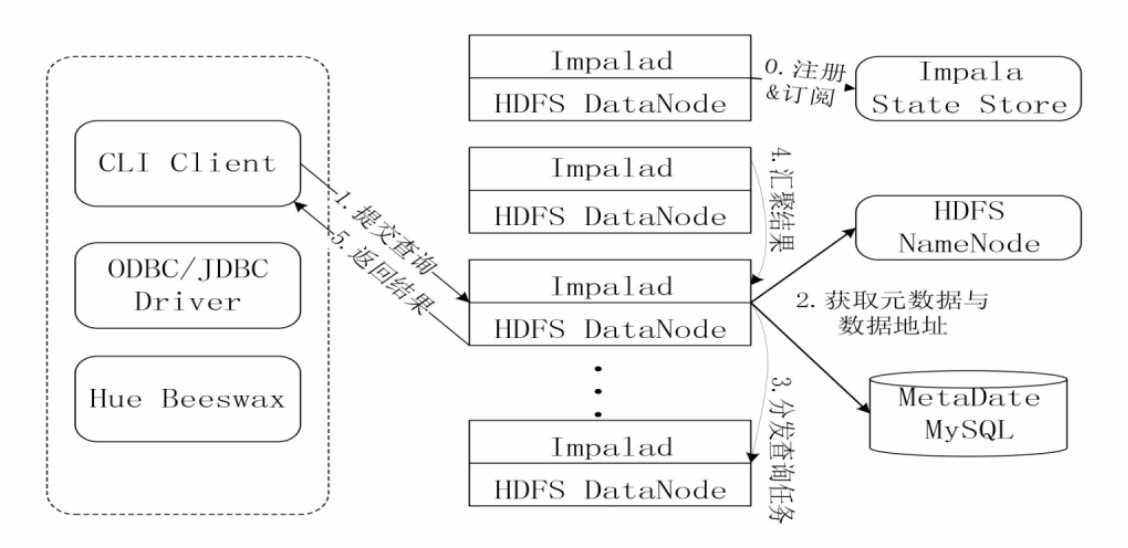 CLI Client
ODBC/JDBC
Driver
Hue Beeswax
1. 提交查询
5. 返回结果
Impalad
HDFS DataNode
Impalad
HDFS DataNode
Impalad
HDFS DataNode
Impalad
HDFS DataNode
0. 注册
&订阅
4. 汇聚结果
3. 分发查询任务
Impala
State Store
HDFS
NameNode
2. 获取元数据与
数据地址
MetaDate
MySQL